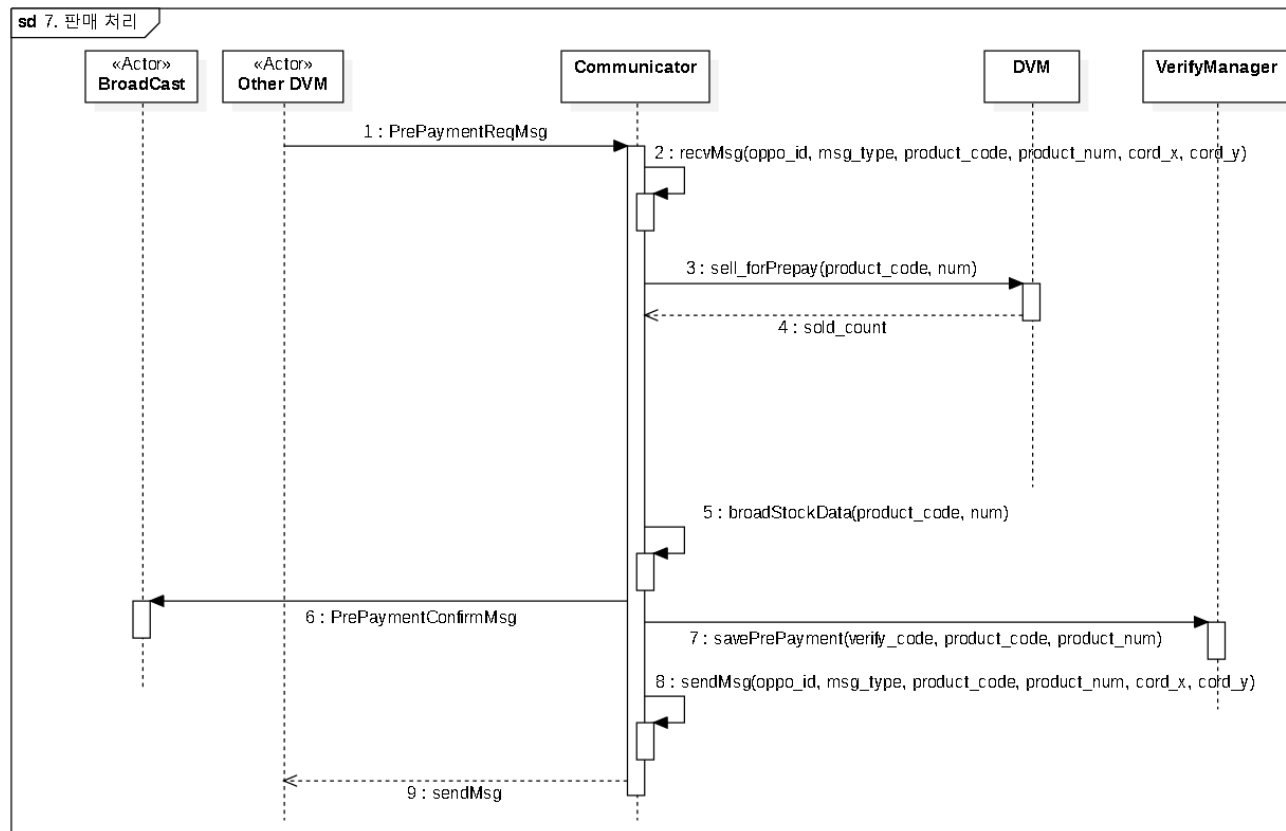 sd 7. 판매 처리
«Actor»
BroadCast
«Actor»
Other DVM
Communicator
DVM
VerifyManager
1 : PrePaymentReqMsg
2 : recvMsg(oppo_id, msg_type, product_code, product_num, cord_x, cord_y)
3 : sell_forPrepay(product_code, num)
4 : sold_count
5 : broadStockData(product_code, num)
6 : PrePaymentConfirmMsg
7 : savePrePayment(verify_code, product_code, product_num)
8 : sendMsg(oppo_id, msg_type, product_code, product_num, cord_x, cord_y)
9 : sendMsg